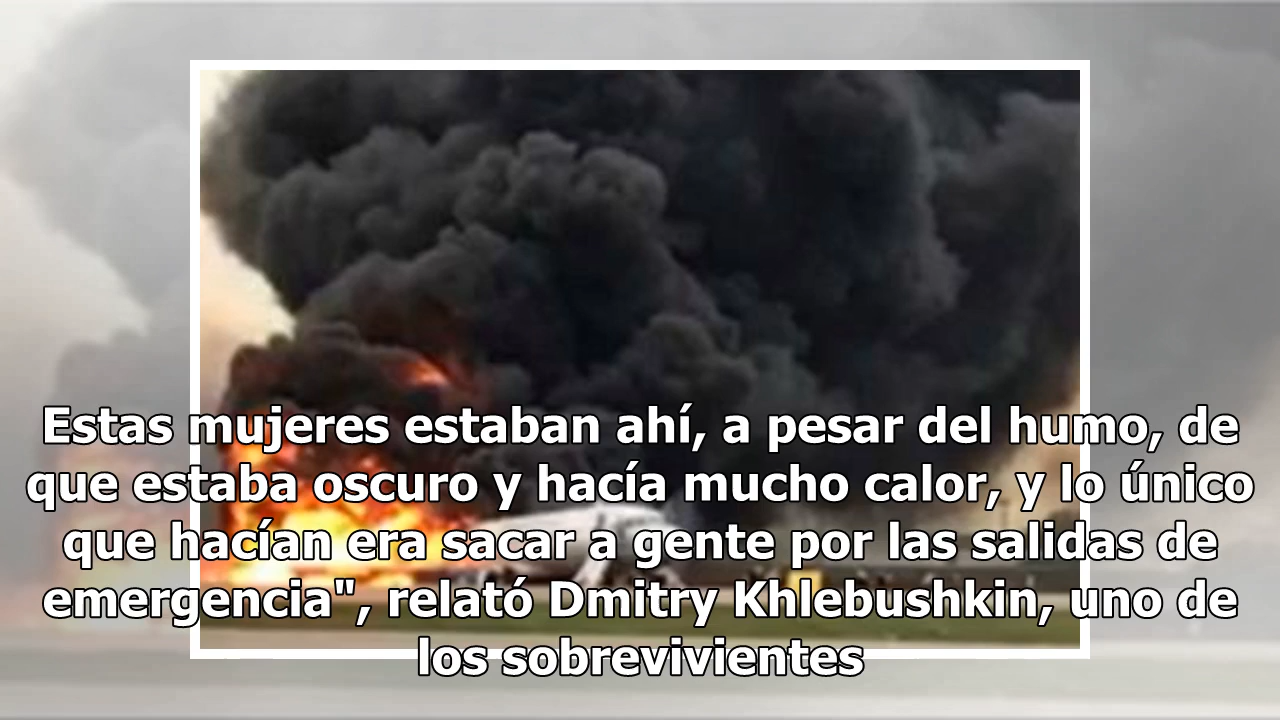 Estas mujeres estaban ahí, a pesar del humo, de
que estaba oscuro y hacía mucho calor, y lo único
que hacían era sacar a gente por las salidas de
emergencia", relató Dmitry Khlebushkin, uno de
los sobrevivientes